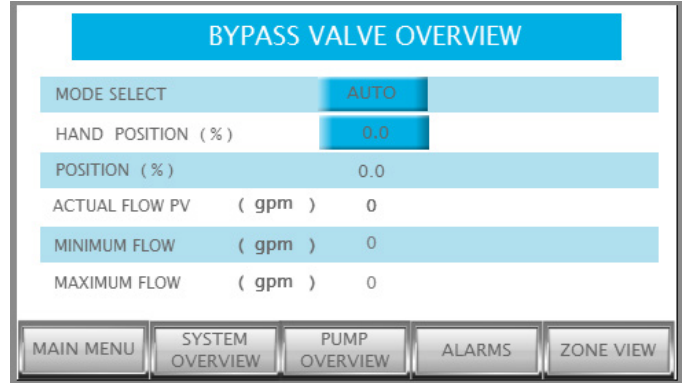 BYPASS VALVE OVERVIEW
MODE SELECT AUTO
HAND POSITION (%) 0.0
POSITION (%) 0.0
ACTUAL FLOW PV ( gpm ) 0
MINIMUM FLOW ( gpm ) 0
MAXIMUM FLOW ( gpm ) 0
MAIN MENU
SYSTEM
OVERVIEW
PUMP
OVERVIEW
ALARMS
ZONE VIEW